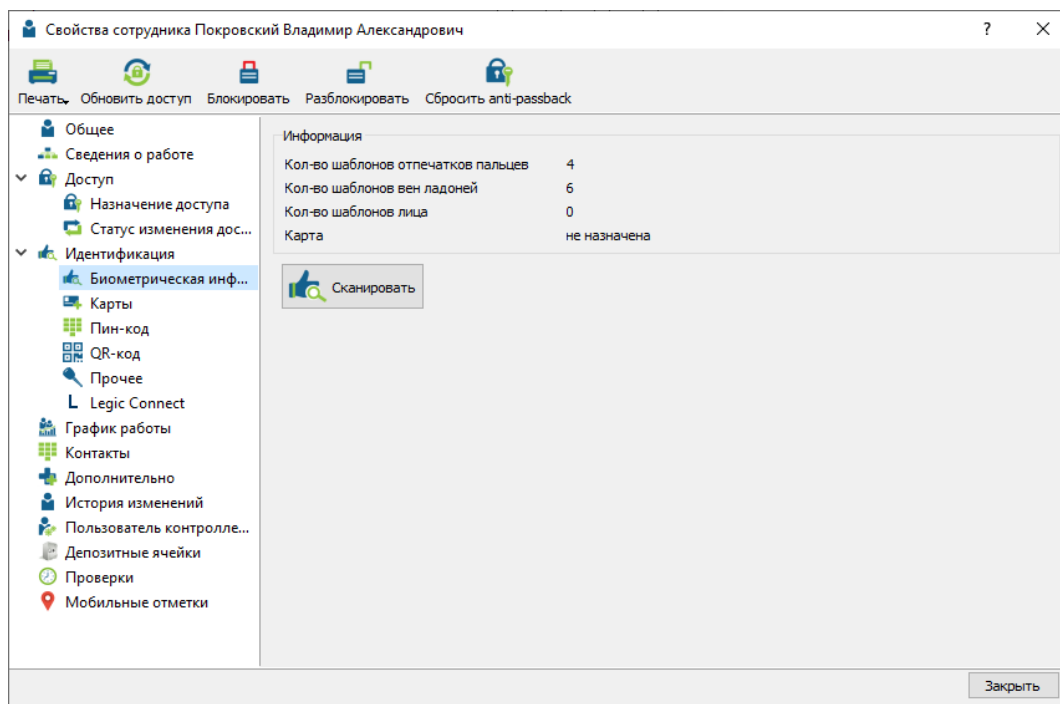 Свойства сотрудника Покровский Владимир Александрович
?
Печать Обновить доступ Блокировать Разблокировать Сбросить anti-passback
Общее
Сведения о работе
Доступ
Назначение доступа
Статус изменения дос...
Идентификация
Биометрическая инф...
Карты
Пин-код
QR-код
Прочее
L Legic Connect
График работы
Контакты
Дополнительно
История изменений
Пользователь контролле...
Депозитные ячейки
Проверки
Мобильные отметки
Информация
Кол-во шаблонов отпечатков пальцев 4
Кол-во шаблонов вен ладоней 6
Кол-во шаблонов лица 0
Карта не назначена
Сканировать
Закрыть